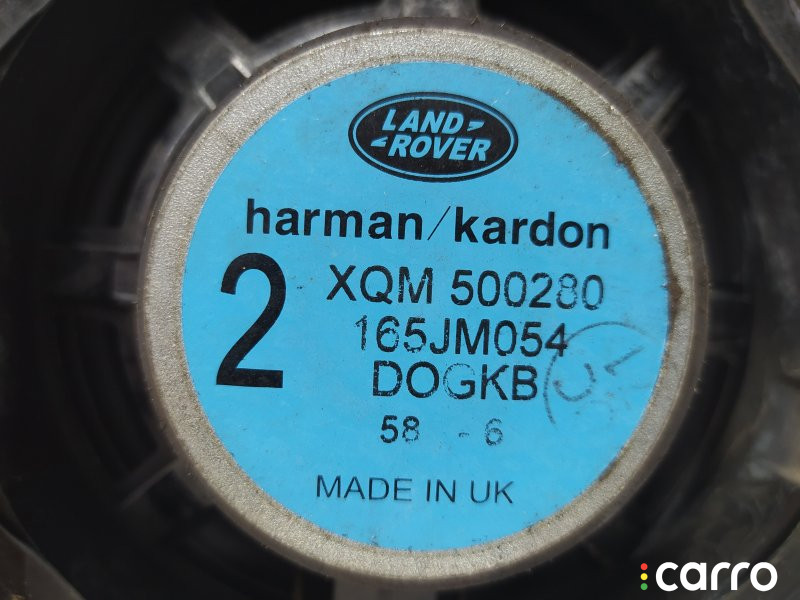 LAND
ROVER
harman/kardon
2
XQM 500280
165JM054
DOGKB
58 - 6
MADE IN UK
carro